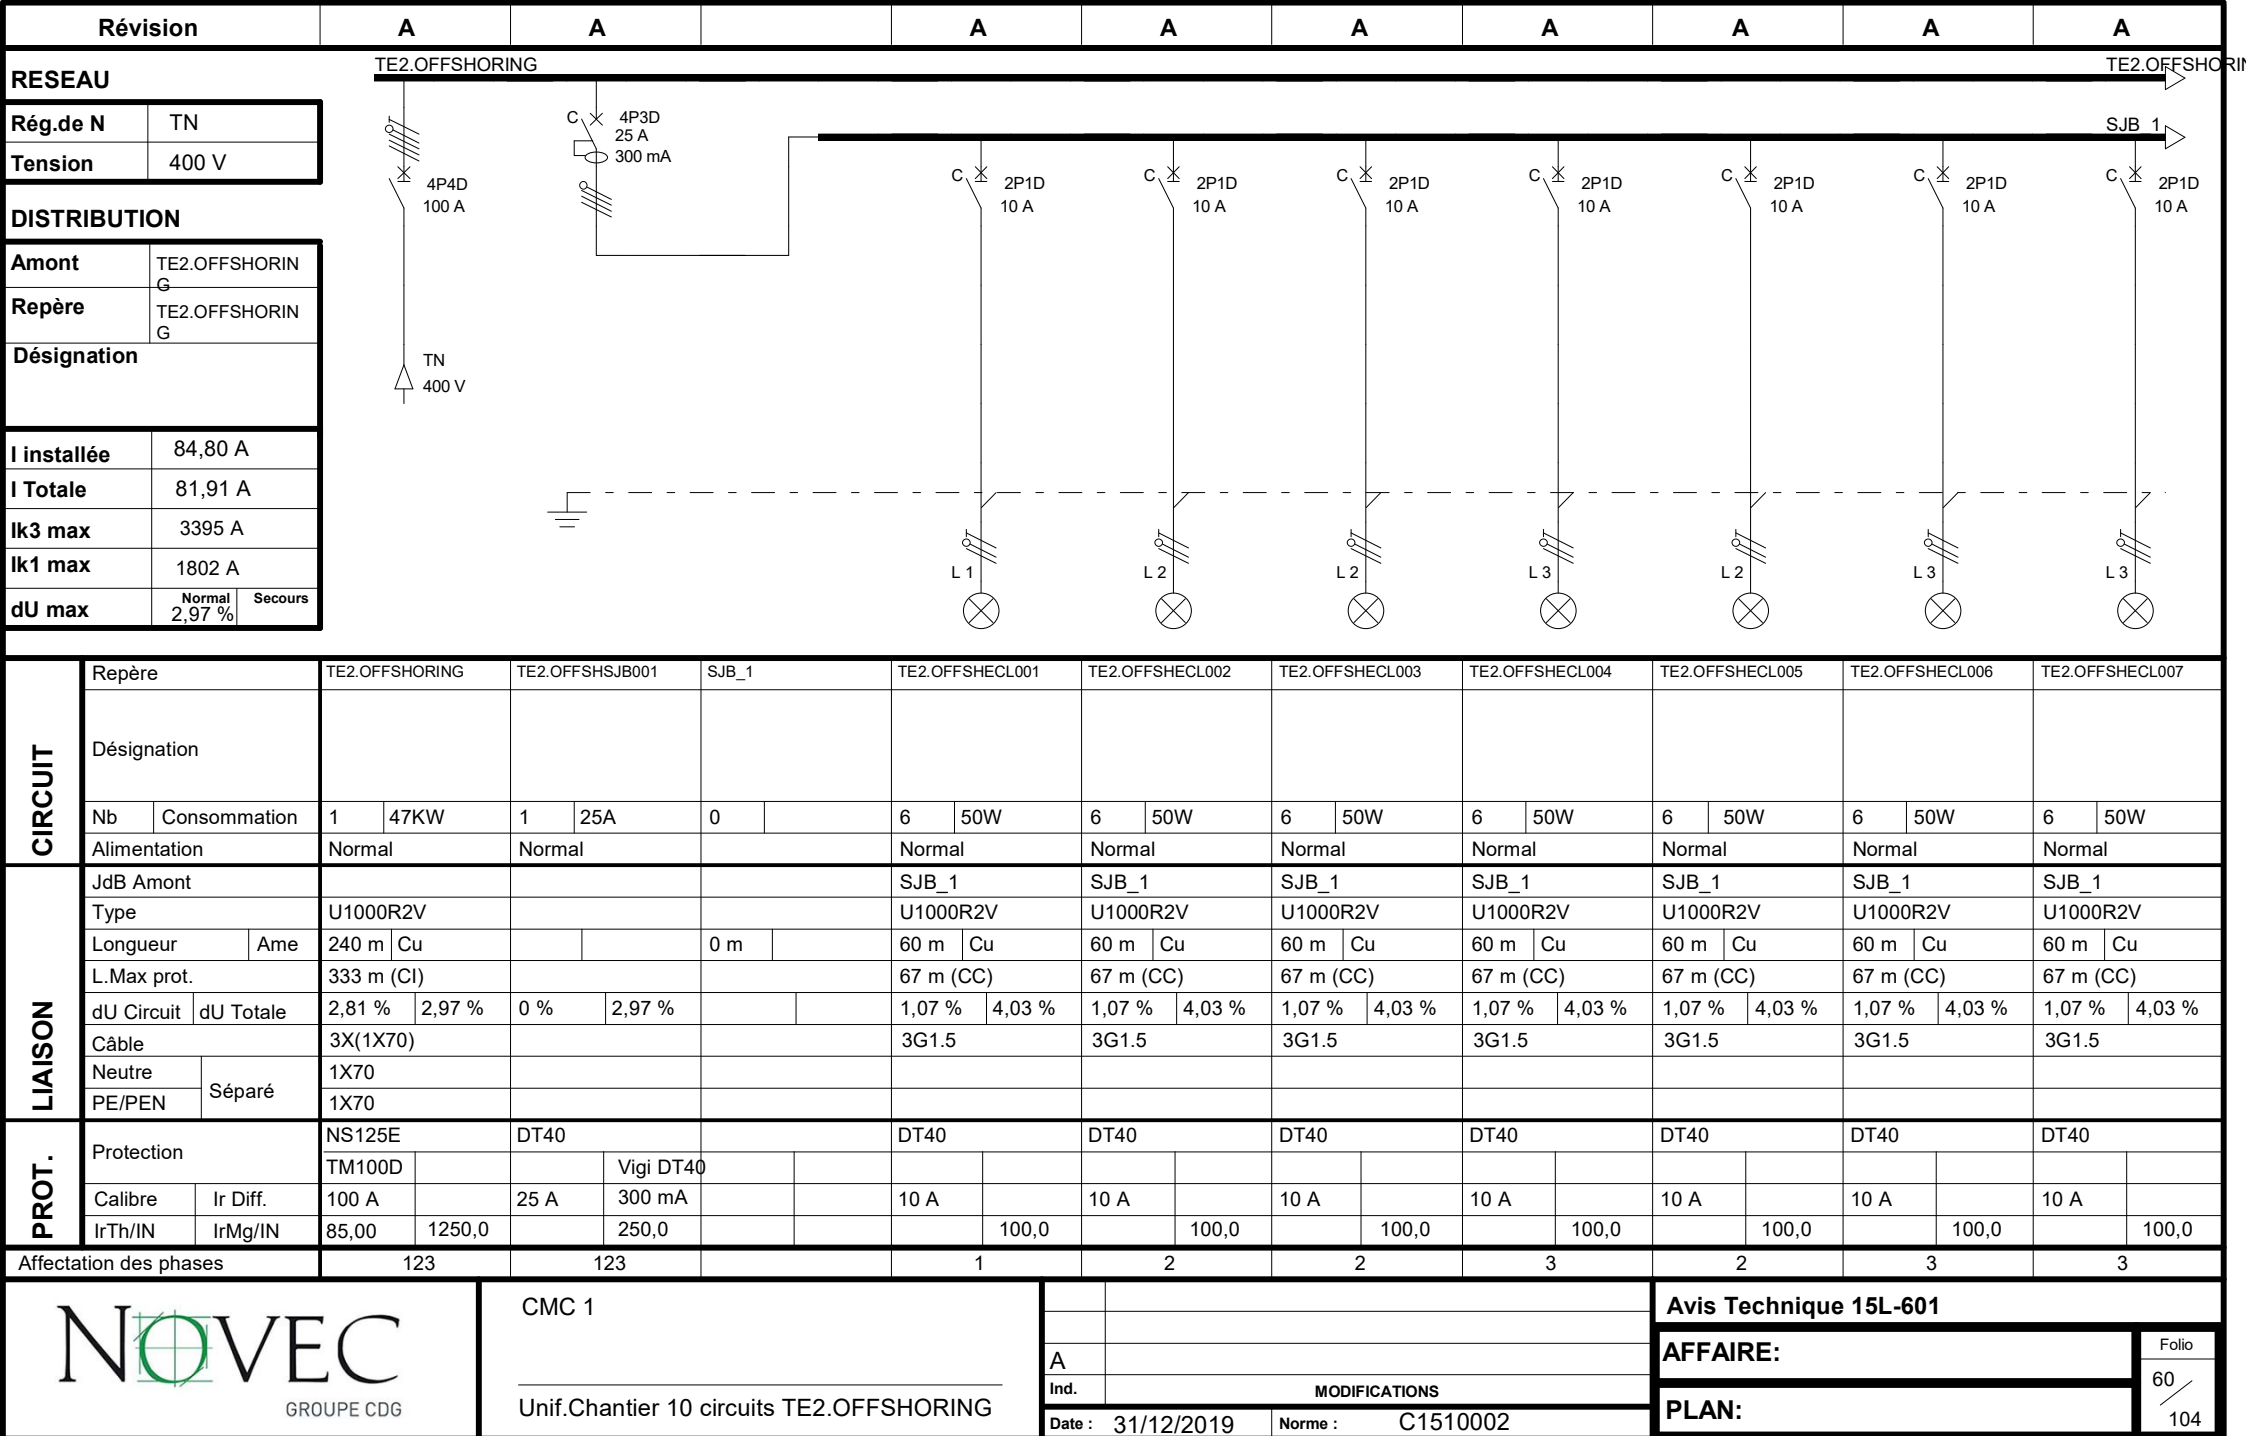 Révision A A A A A A A A A
RESEAU
TE2.OFFSHORING
TE2.OFFSHORIN
Rég.de N TN
Tension 400 V
SJB_1
C 4P3D
25 A
300 mA
4P4D
100 A
C 2P1D
10 A
C 2P1D
10 A
C 2P1D
10 A
C 2P1D
10 A
C 2P1D
10 A
C 2P1D
10 A
C 2P1D
10 A
DISTRIBUTION
Amont TE2.OFFSHORIN
G
Repère TE2.OFFSHORIN
G
Désignation
TN
400 V
I installée 84,80 A
I Totale 81,91 A
Ik3 max 3395 A
Ik1 max 1802 A
dU max Normal Secours
2,97 %
L 1 L 2 L 2 L 3 L 2 L 3 L 3
CIRCUIT
Repère TE2.OFFSHORING TE2.OFFSHSJB001 SJB_1 TE2.OFFSHECL001 TE2.OFFSHECL002 TE2.OFFSHECL003 TE2.OFFSHECL004 TE2.OFFSHECL005 TE2.OFFSHECL006 TE2.OFFSHECL007
Désignation
Nb Consommation 1 47KW 1 25A 0 6 50W 6 50W 6 50W 6 50W 6 50W 6 50W 6 50W
Alimentation Normal Normal Normal Normal Normal Normal Normal Normal Normal
LIAISON
JdB Amont SJB_1 SJB_1 SJB_1 SJB_1 SJB_1 SJB_1 SJB_1
Type U1000R2V U1000R2V U1000R2V U1000R2V U1000R2V U1000R2V U1000R2V U1000R2V
Longueur Ame 240 m Cu 0 m 60 m Cu 60 m Cu 60 m Cu 60 m Cu 60 m Cu 60 m Cu 60 m Cu
L.Max prot. 333 m (CI) 67 m (CC) 67 m (CC) 67 m (CC) 67 m (CC) 67 m (CC) 67 m (CC) 67 m (CC)
dU Circuit dU Totale 2,81 % 2,97 % 0 % 2,97 % 1,07 % 4,03 % 1,07 % 4,03 % 1,07 % 4,03 % 1,07 % 4,03 % 1,07 % 4,03 % 1,07 % 4,03 % 1,07 % 4,03 %
Câble 3X(1X70) 3G1.5 3G1.5 3G1.5 3G1.5 3G1.5 3G1.5 3G1.5
Neutre Séparé 1X70
PE/PEN 1X70
PROT.
Protection NS125E DT40 DT40 DT40 DT40 DT40 DT40 DT40 DT40
TM100D Vigi DT40
Calibre Ir Diff. 100 A 25 A 300 mA 10 A 10 A 10 A 10 A 10 A 10 A 10 A
IrTh/IN IrMg/IN 85,00 1250,0 250,0 100,0 100,0 100,0 100,0 100,0 100,0 100,0
Affectation des phases 123 123 1 2 2 3 2 3 3
NOVEC
GROUPE CDG
CMC 1
Unif.Chantier 10 circuits TE2.OFFSHORING
A
Ind. MODIFICATIONS
Date : 31/12/2019 Norme : C1510002
Avis Technique 15L-601
AFFAIRE:
PLAN:
Folio
60
104